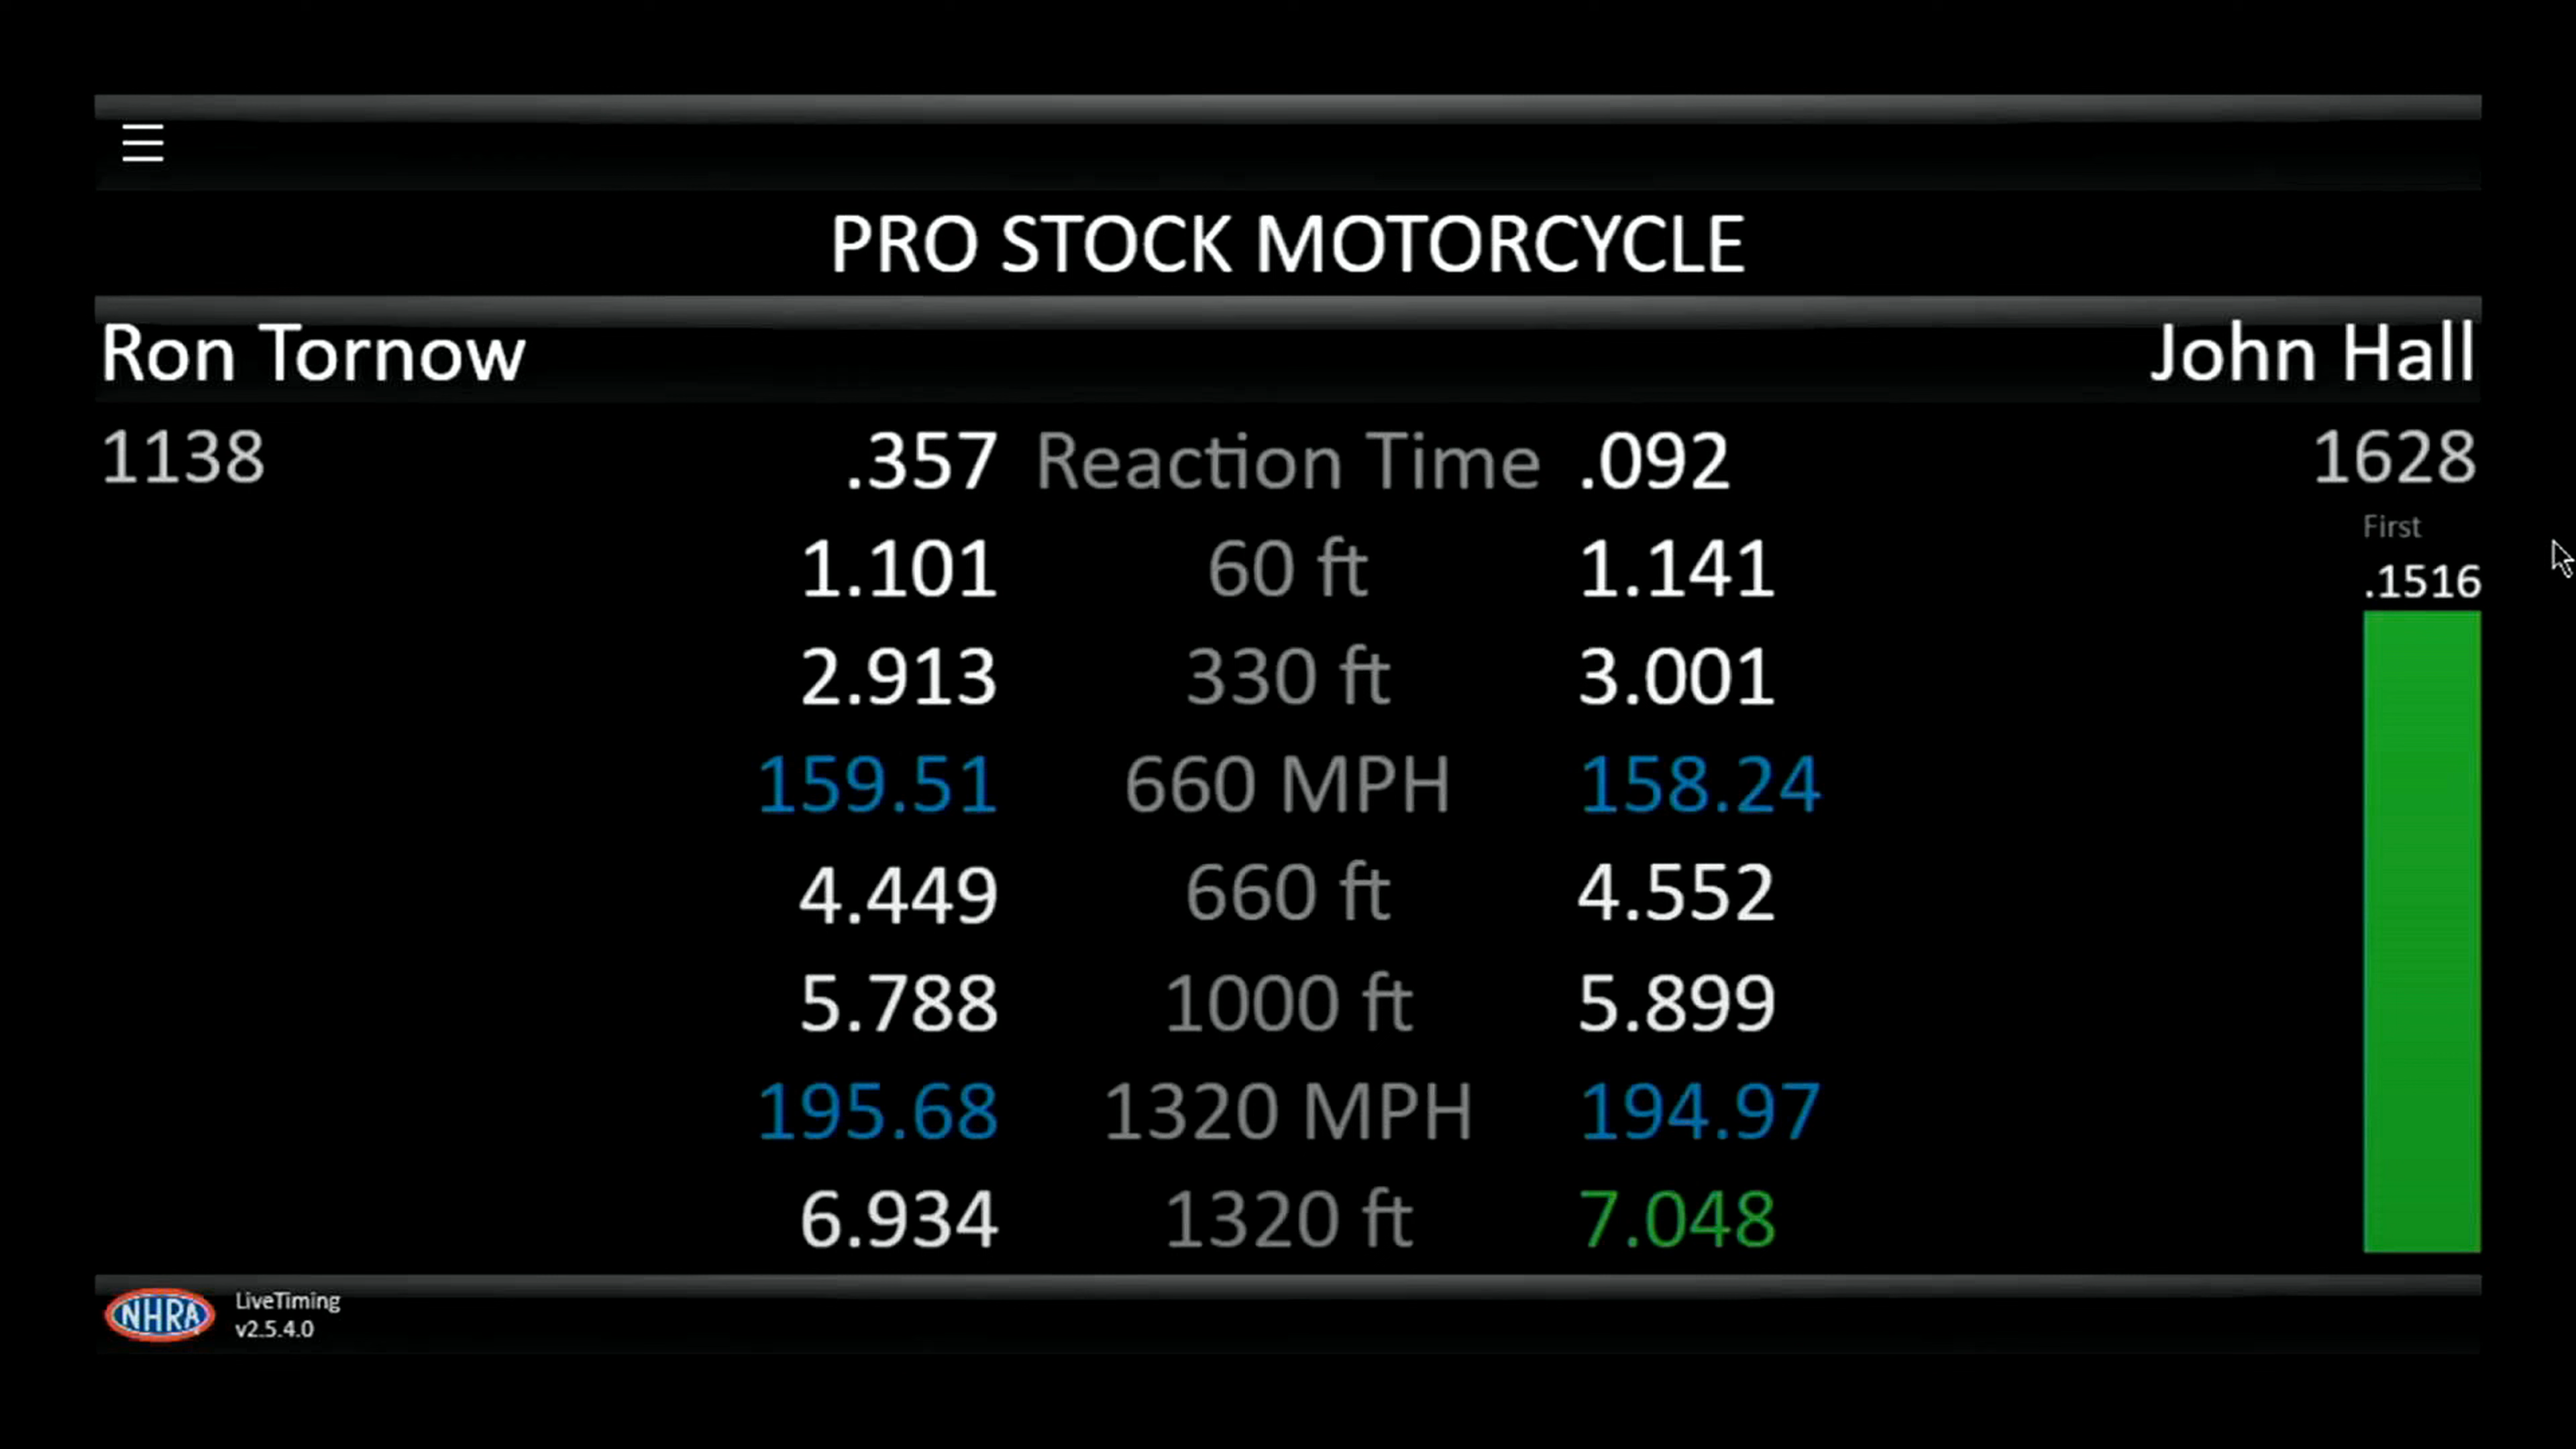 PRO STOCK MOTORCYCLE
Ron Tornow John Hall
1138 .357 Reaction Time .092 1628
First
1.101 60 ft 1.141 .1516
2.913 330 ft 3.001
159.51 660 MPH 158.24
4.449 660 ft 4.552
5.788 1000 ft 5.899
195.68 1320 MPH 194.97
6.934 1320 ft 7.048
NHRA LiveTiming
v2.5.4.0